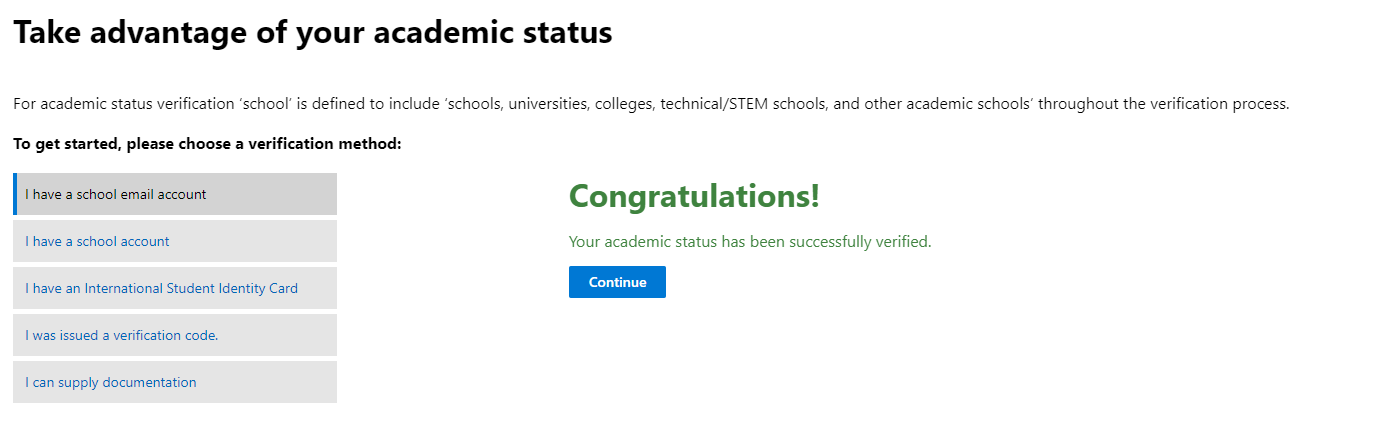 Take advantage of your academic status
For academic status verification ‘school’ is defined to include ‘schools, universities, colleges, technical/STEM schools, and other academic schools’ throughout the verification process.
To get started, please choose a verification method:
I have a school email account
I have a school account
I have an International Student Identity Card
I was issued a verification code.
I can supply documentation
Congratulations!
Your academic status has been successfully verified.
Continue